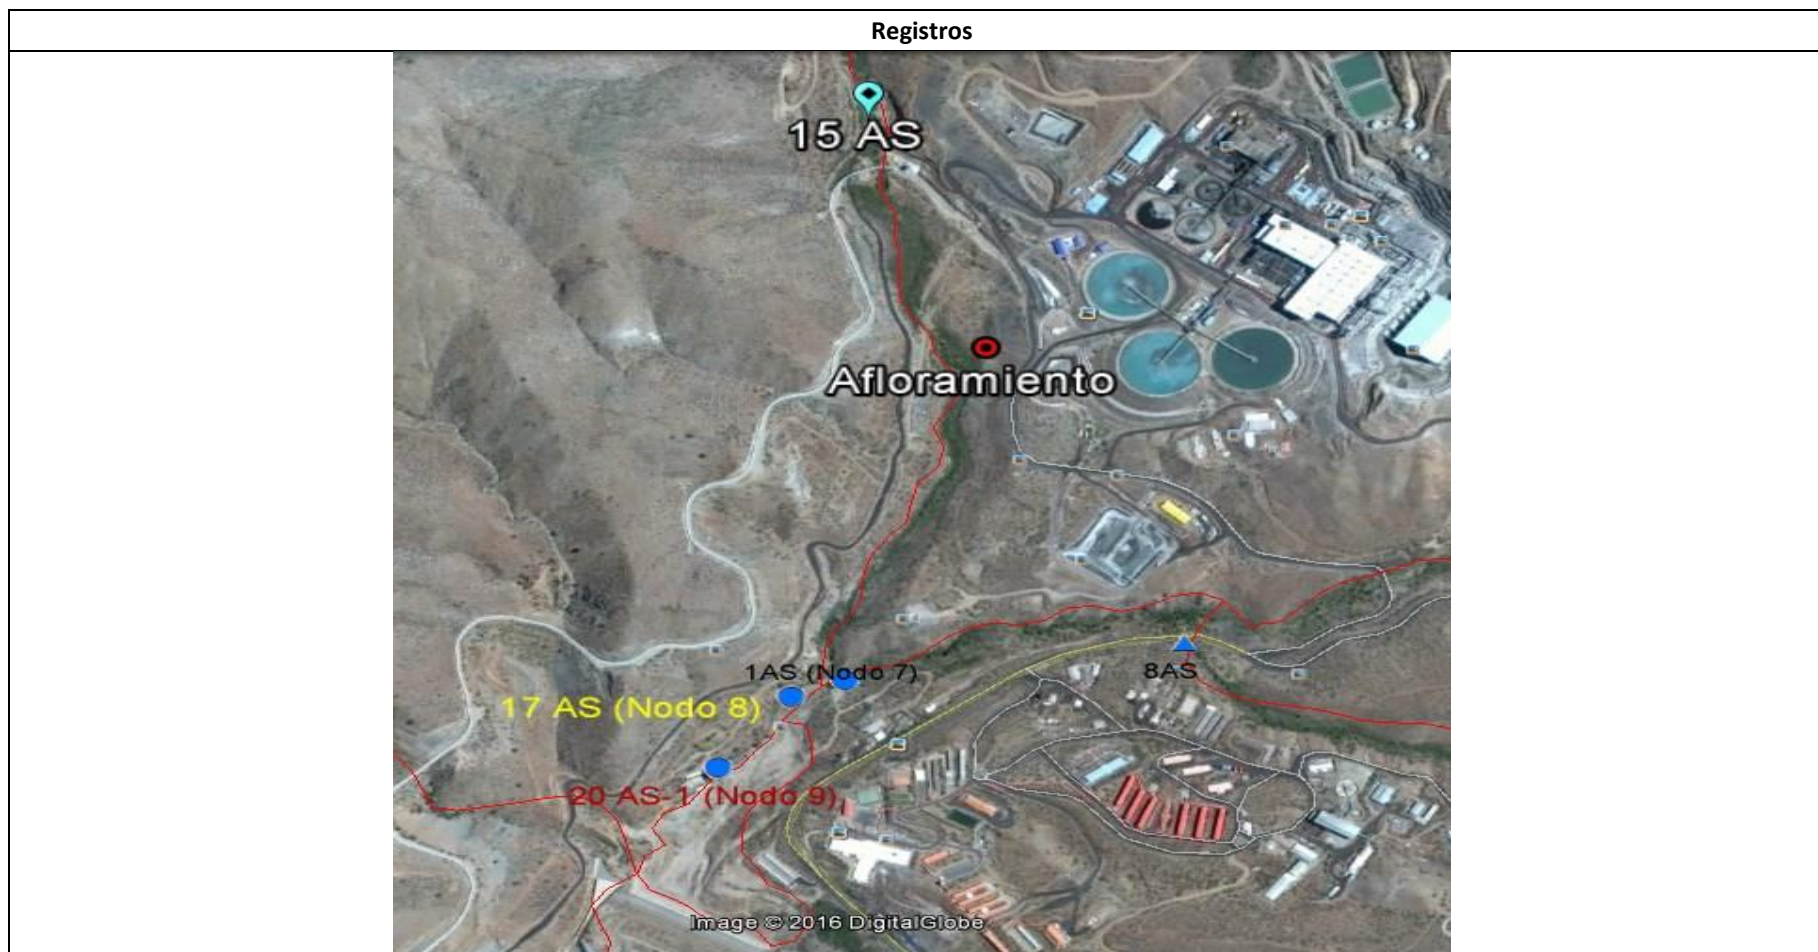 Registros
15 AS
Afloramiento
1AS (Nodo 7)
8AS
17 AS (Nodo 8)
20 AS-1 (Nodo 9)
Image © 2016 DigitalGlobe